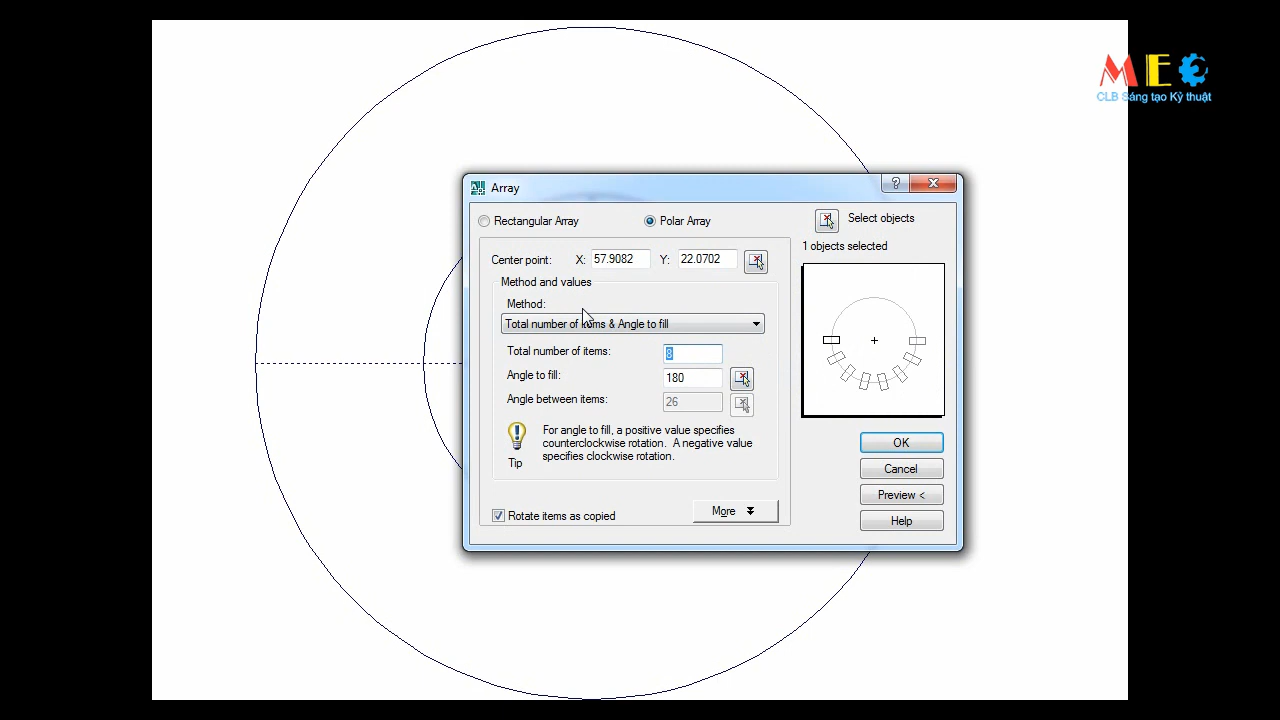 MEC
CLB Sáng tạo Kỹ thuật
Array
Rectangular Array
Polar Array
Select objects
1 objects selected
Center point: X: 57.9082 Y: 22.0702
Method and values
Method:
Total number of items & Angle to fill
Total number of items: 8
Angle to fill: 180
Angle between items: 26
For angle to fill, a positive value specifies
counterclockwise rotation. A negative value
specifies clockwise rotation.
Tip
Rotate items as copied
More
OK
Cancel
Preview <
Help